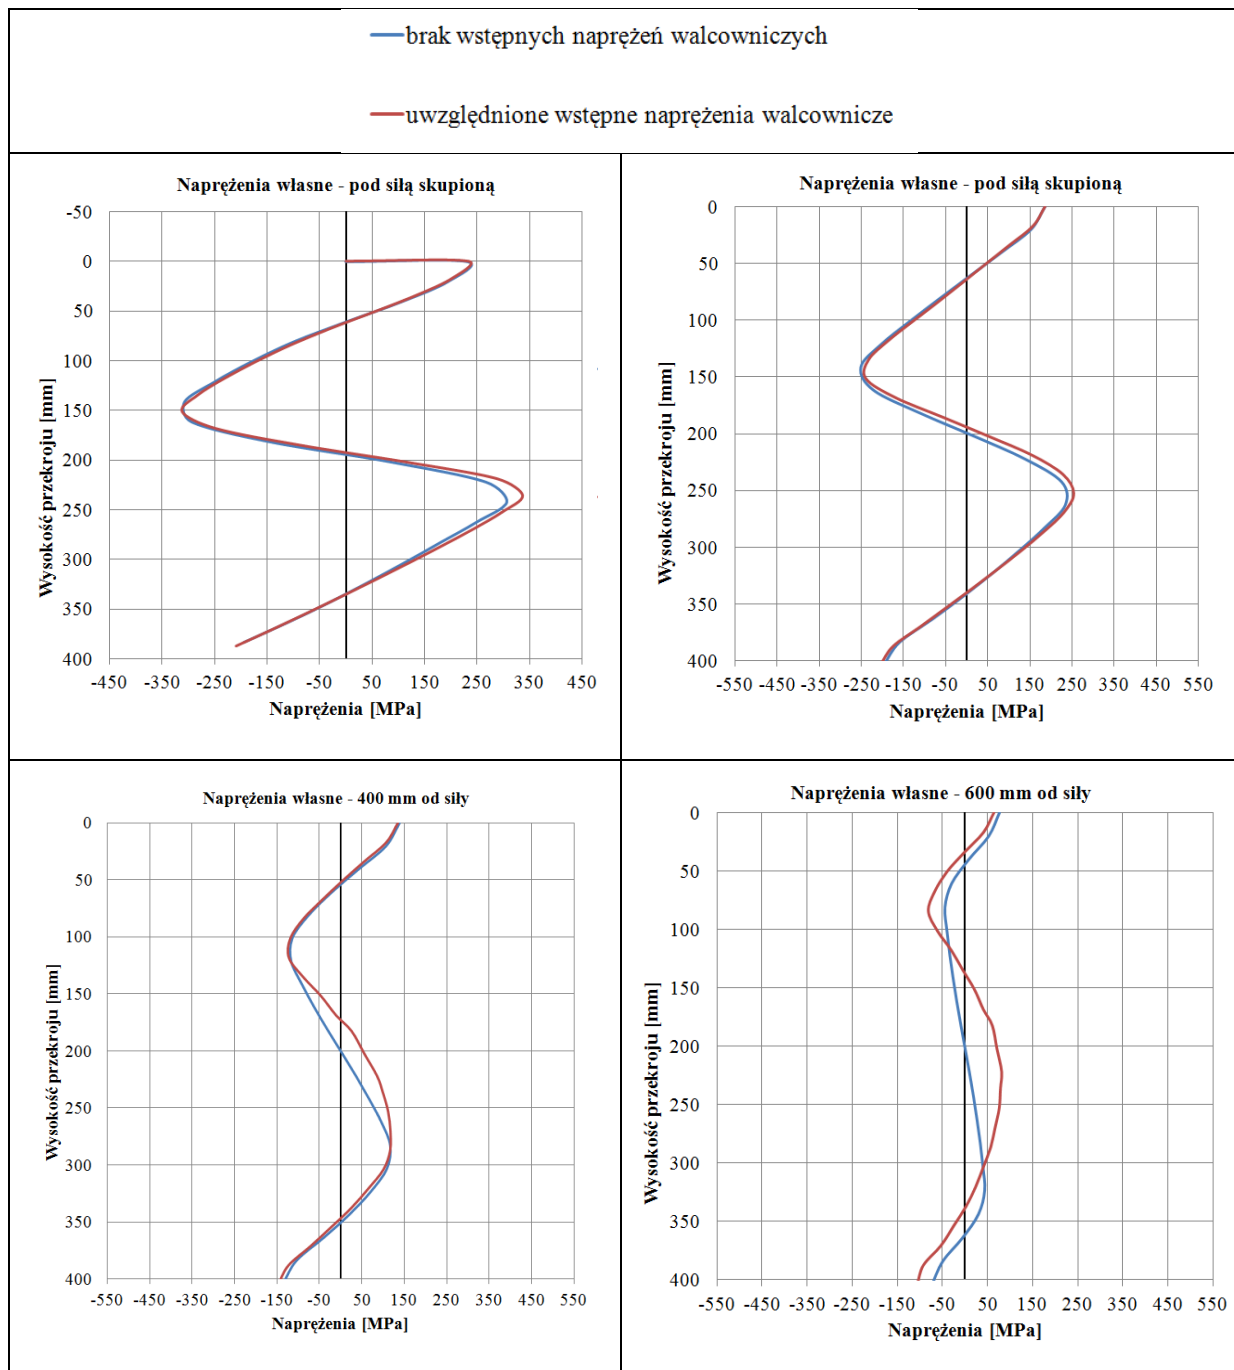 brak wstępnych naprężeń walcowniczych
uwzględnione wstępne naprężenia walcownicze
Naprężenia własne - pod siłą skupioną
-50
0
50
100
150
200
250
300
350
400
Wysokość przekroju [mm]
-450 -350 -250 -150 -50 50 150 250 350 450
Naprężenia [MPa]
Naprężenia własne - pod siłą skupioną
0
50
100
150
200
250
300
350
400
Wysokość przekroju [mm]
-550 -450 -350 -250 -150 -50 50 150 250 350 450 550
Naprężenia [MPa]
Naprężenia własne - 400 mm od siły
0
50
100
150
200
250
300
350
400
Wysokość przekroju [mm]
-550 -450 -350 -250 -150 -50 50 150 250 350 450 550
Naprężenia [MPa]
Naprężenia własne - 600 mm od siły
0
50
100
150
200
250
300
350
400
Wysokość przekroju [mm]
-550 -450 -350 -250 -150 -50 50 150 250 350 450 550
Naprężenia [MPa]